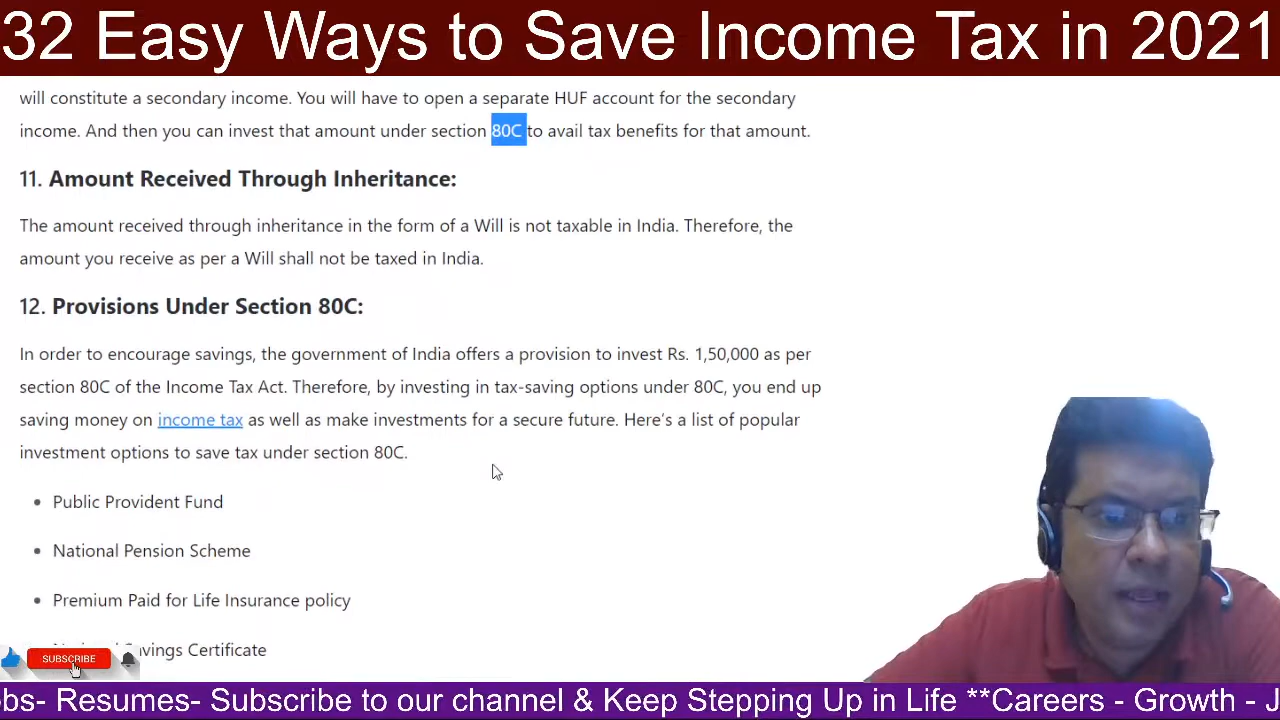 32 Easy Ways to Save Income Tax in 2021
will constitute a secondary income. You will have to open a separate HUF account for the secondary
income. And then you can invest that amount under section 80C to avail tax benefits for that amount.
11. Amount Received Through Inheritance:
The amount received through inheritance in the form of a Will is not taxable in India. Therefore, the
amount you receive as per a Will shall not be taxed in India.
12. Provisions Under Section 80C:
In order to encourage savings, the government of India offers a provision to invest Rs. 1,50,000 as per
section 80C of the Income Tax Act. Therefore, by investing in tax-saving options under 80C, you end up
saving money on income tax as well as make investments for a secure future. Here's a list of popular
investment options to save tax under section 80C.
• Public Provident Fund
• National Pension Scheme
• Premium Paid for Life Insurance policy
Savings Certificate
SUBSCRIBE
obs- Resumes- Subscribe to our channel & Keep Stepping Up in Life **Careers - Growth - J